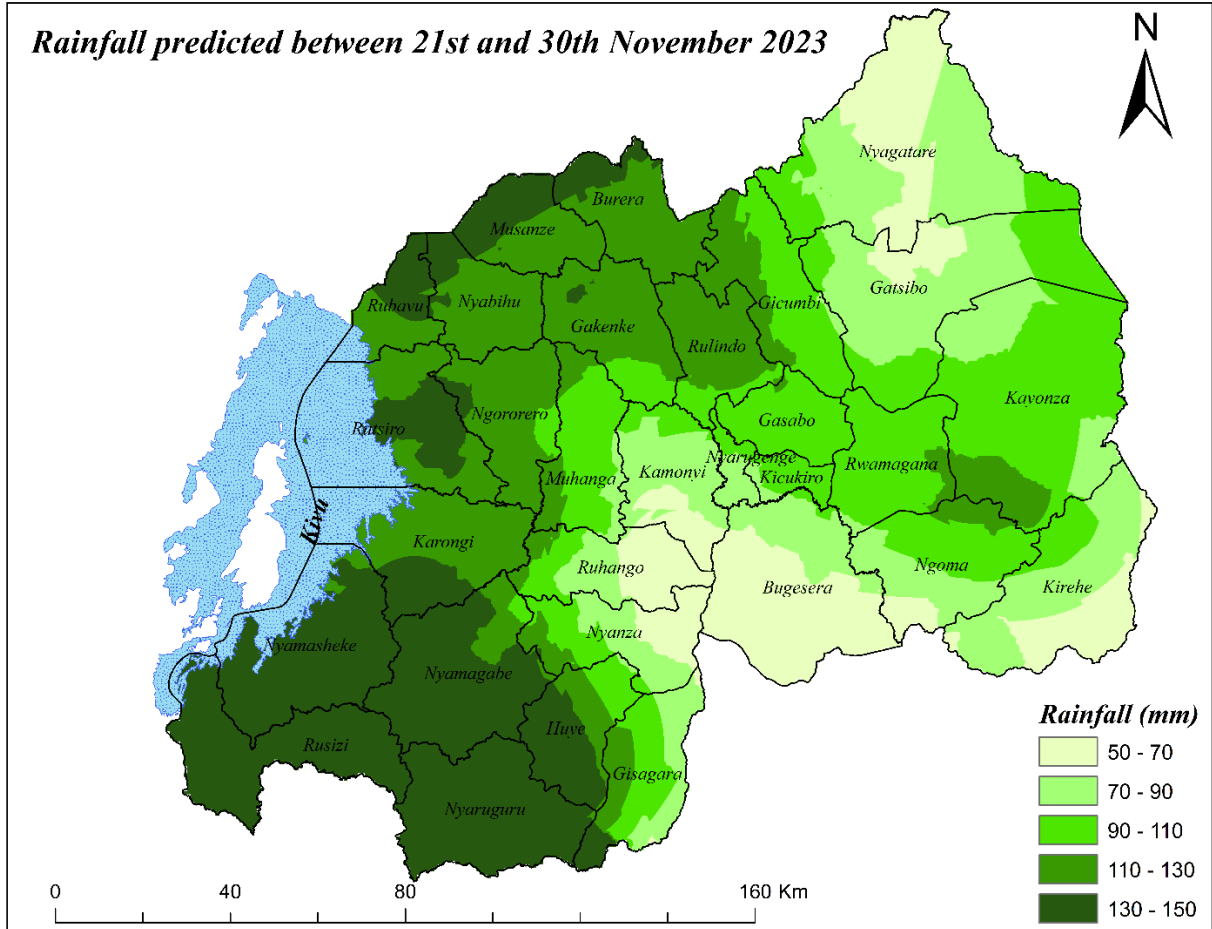 Rainfall predicted between 21st and 30th November 2023
N
Nyagatare
Burera
Musanze
Rubavu
Nyabihu
Gakenke
Rulindo
Gicumbi
Gatsibo
Kayonza
Rutsiro
Ngororero
Gasabo
Muhanga
Kamonyi
Nyarugenge
Kicukiro
Rwamagana
Kivu
Karongi
Ruhango
Bugesera
Ngoma
Kirehe
Nyanza
Nyamasheke
Nyamagabe
Huye
Rusizi
Gisagara
Nyaruguru
Rainfall (mm)
50 - 70
70 - 90
90 - 110
110 - 130
130 - 150
0 40 80 160 Km